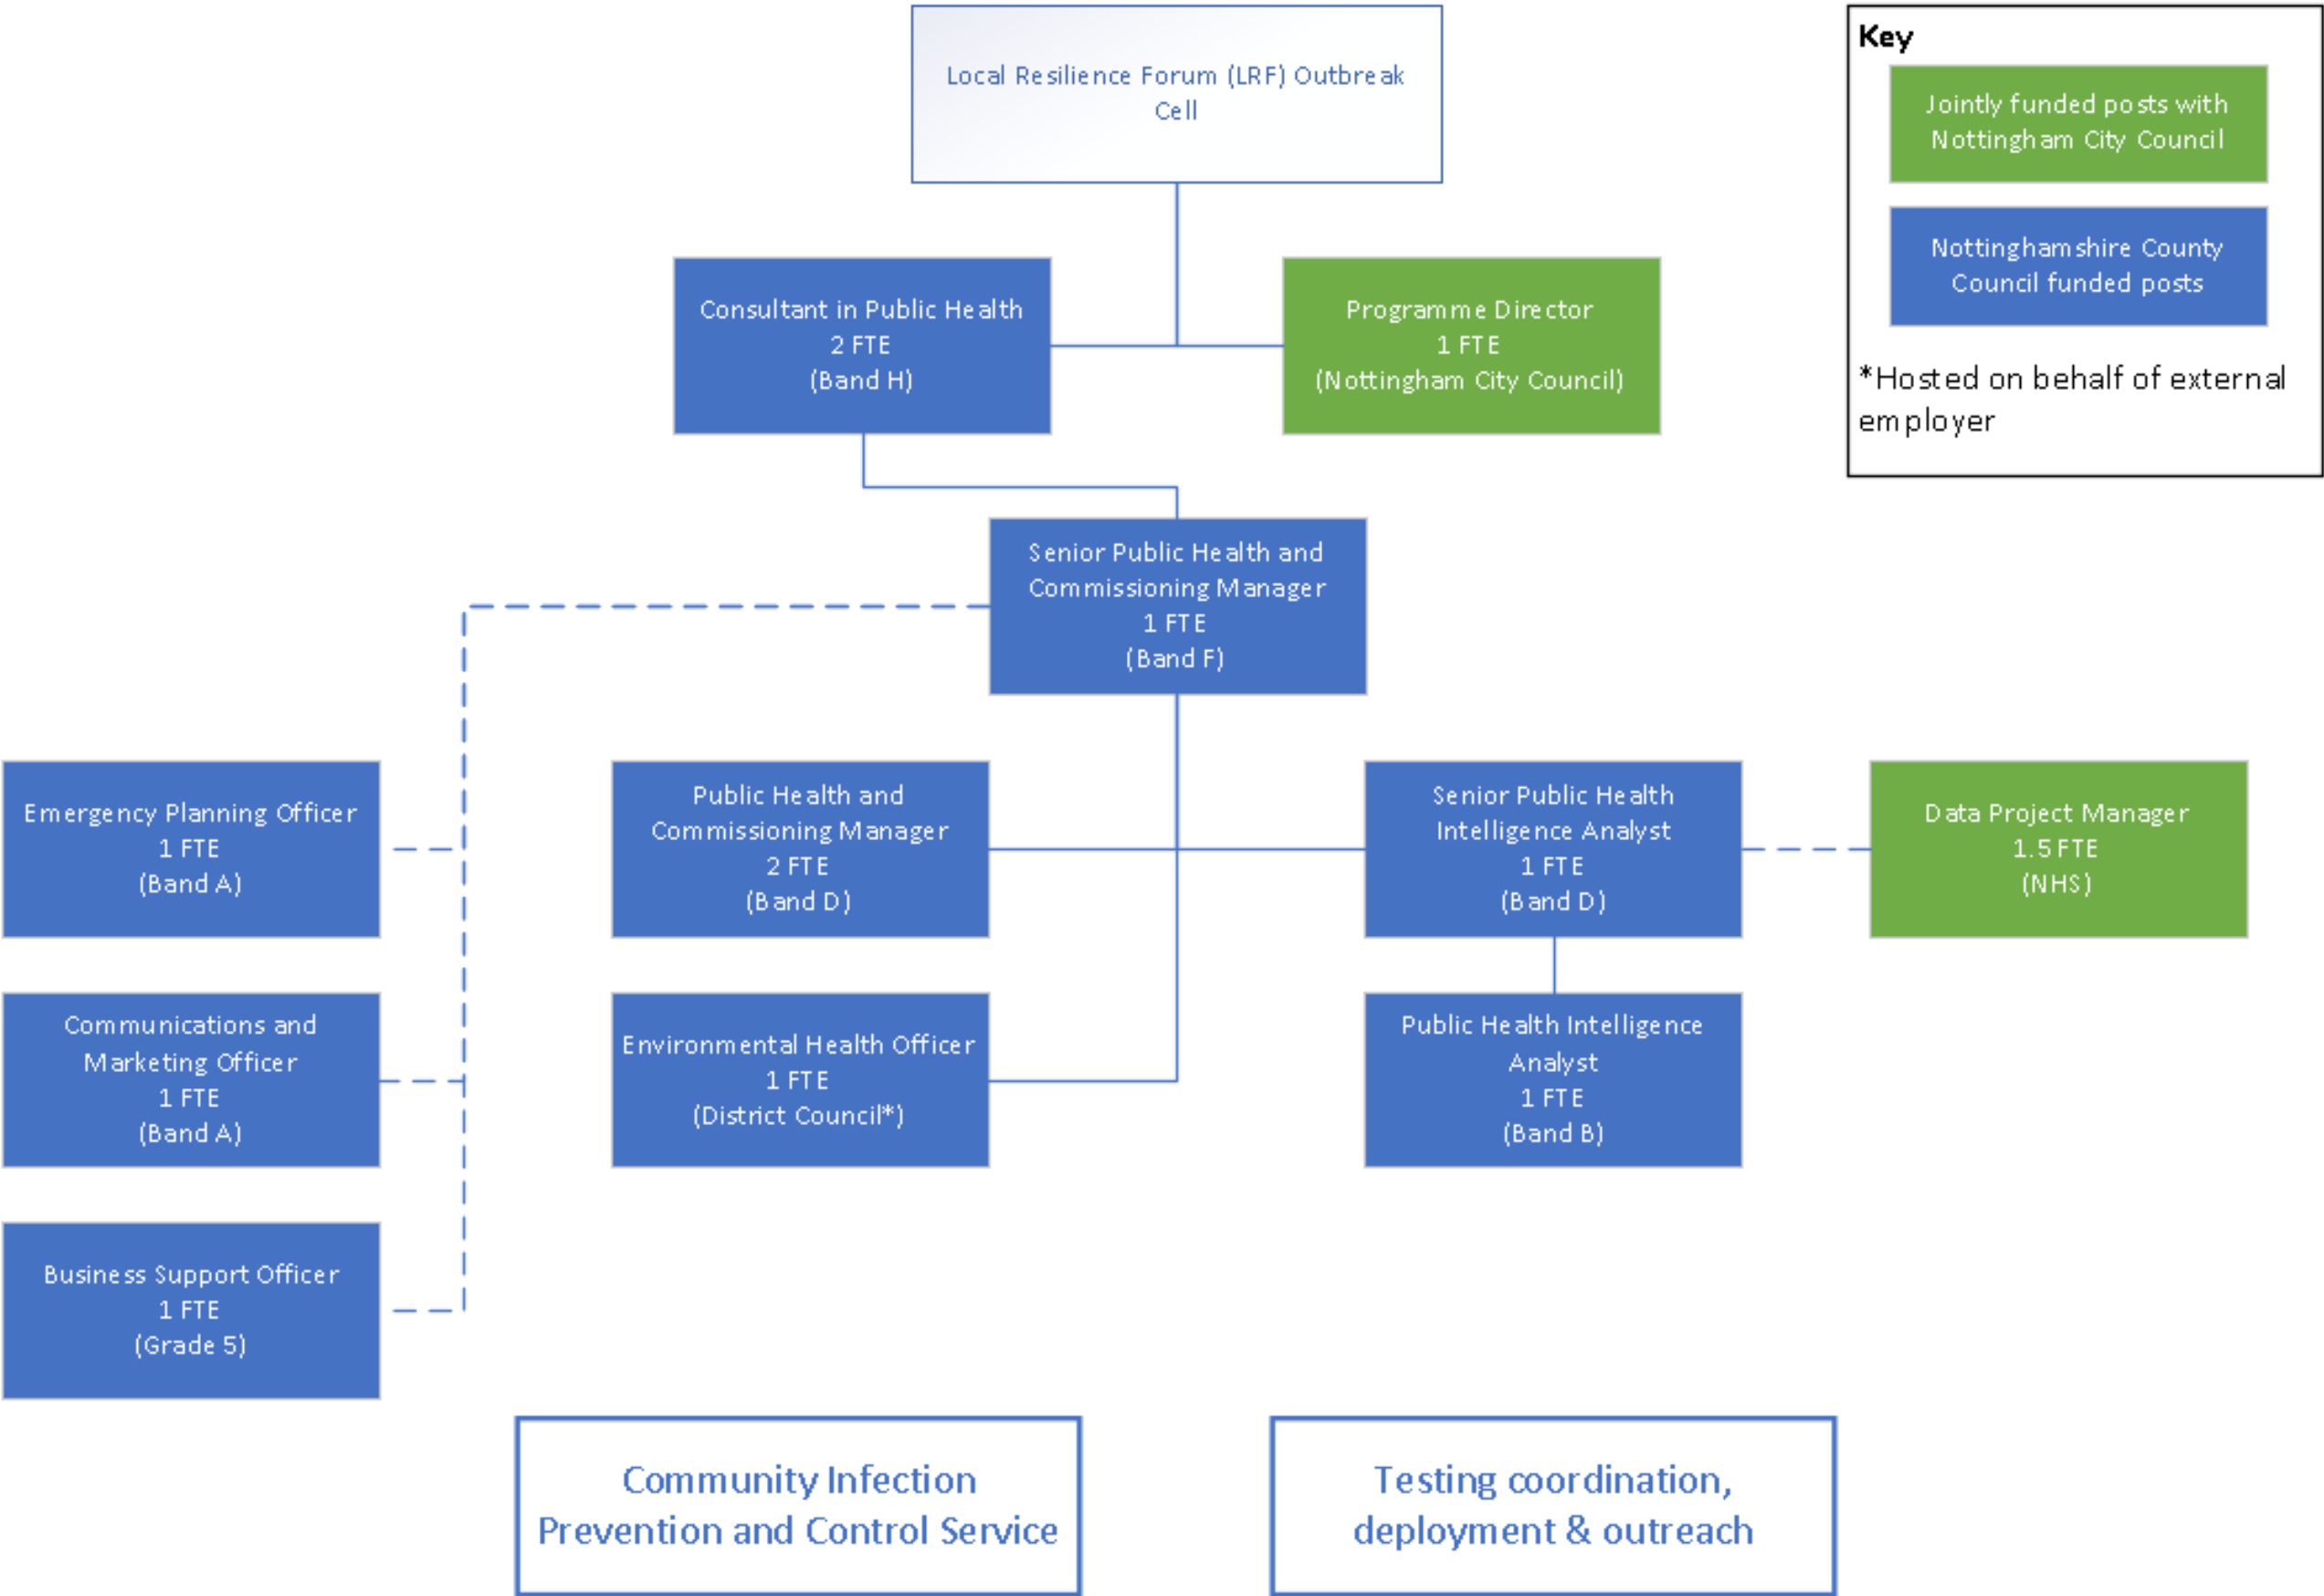 Local Resilience Forum (LRF) Outbreak
Cell
Key
Jointly funded posts with
Nottingham City Council
Nottinghamshire County
Council funded posts
*Hosted on behalf of external
employer
Consultant in Public Health
2 FTE
(Band H)
Programme Director
1 FTE
(Nottingham City Council)
Senior Public Health and
Commissioning Manager
1 FTE
(Band F)
Emergency Planning Officer
1 FTE
(Band A)
Public Health and
Commissioning Manager
2 FTE
(Band D)
Senior Public Health
Intelligence Analyst
1 FTE
(Band D)
Data Project Manager
1.5 FTE
(NHS)
Communications and
Marketing Officer
1 FTE
(Band A)
Environmental Health Officer
1 FTE
(District Council*)
Public Health Intelligence
Analyst
1 FTE
(Band B)
Business Support Officer
1 FTE
(Grade 5)
Community Infection
Prevention and Control Service
Testing coordination,
deployment & outreach